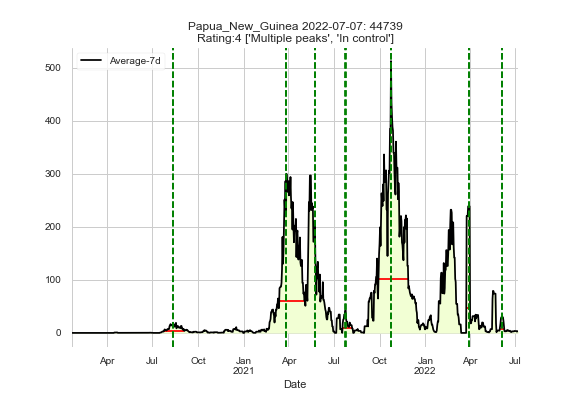 Papua_New_Guinea 2022-07-07: 44739
Rating:4 ['Multiple peaks', 'In control']
Average-7d
500
400
300
200
100
0
Apr Jul Oct Jan Apr Jul Oct Jan Apr Jul
2021 2022
Date